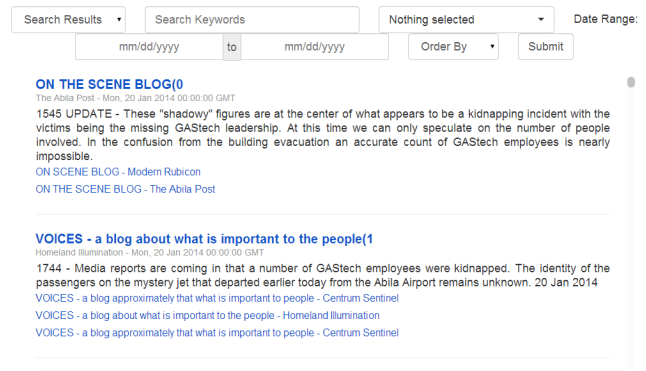 Search Results
Search Keywords
Nothing selected
Date Range:
mm/dd/yyyy
to
mm/dd/yyyy
Order By
Submit
ON THE SCENE BLOG(0
The Abila Post - Mon, 20 Jan 2014 00:00:00 GMT
1545 UPDATE - These "shadowy" figures are at the center of what appears to be a kidnapping incident with the
victims being the missing GAStech leadership. At this time we can only speculate on the number of people
involved. In the confusion from the building evacuation an accurate count of GAStech employees is nearly
impossible.
ON SCENE BLOG - Modern Rubicon
ON THE SCENE BLOG - The Abila Post
VOICES - a blog about what is important to the people(1
Homeland Illumination - Mon, 20 Jan 2014 00:00:00 GMT
1744 - Media reports are coming in that a number of GAStech employees were kidnapped. The identity of the
passengers on the mystery jet that departed earlier today from the Abila Airport remains unknown. 20 Jan 2014
VOICES - a blog approximately that what is important to people - Centrum Sentinel
VOICES - a blog about what is important to the people - Homeland Illumination
VOICES - a blog approximately that what is important to people - Centrum Sentinel